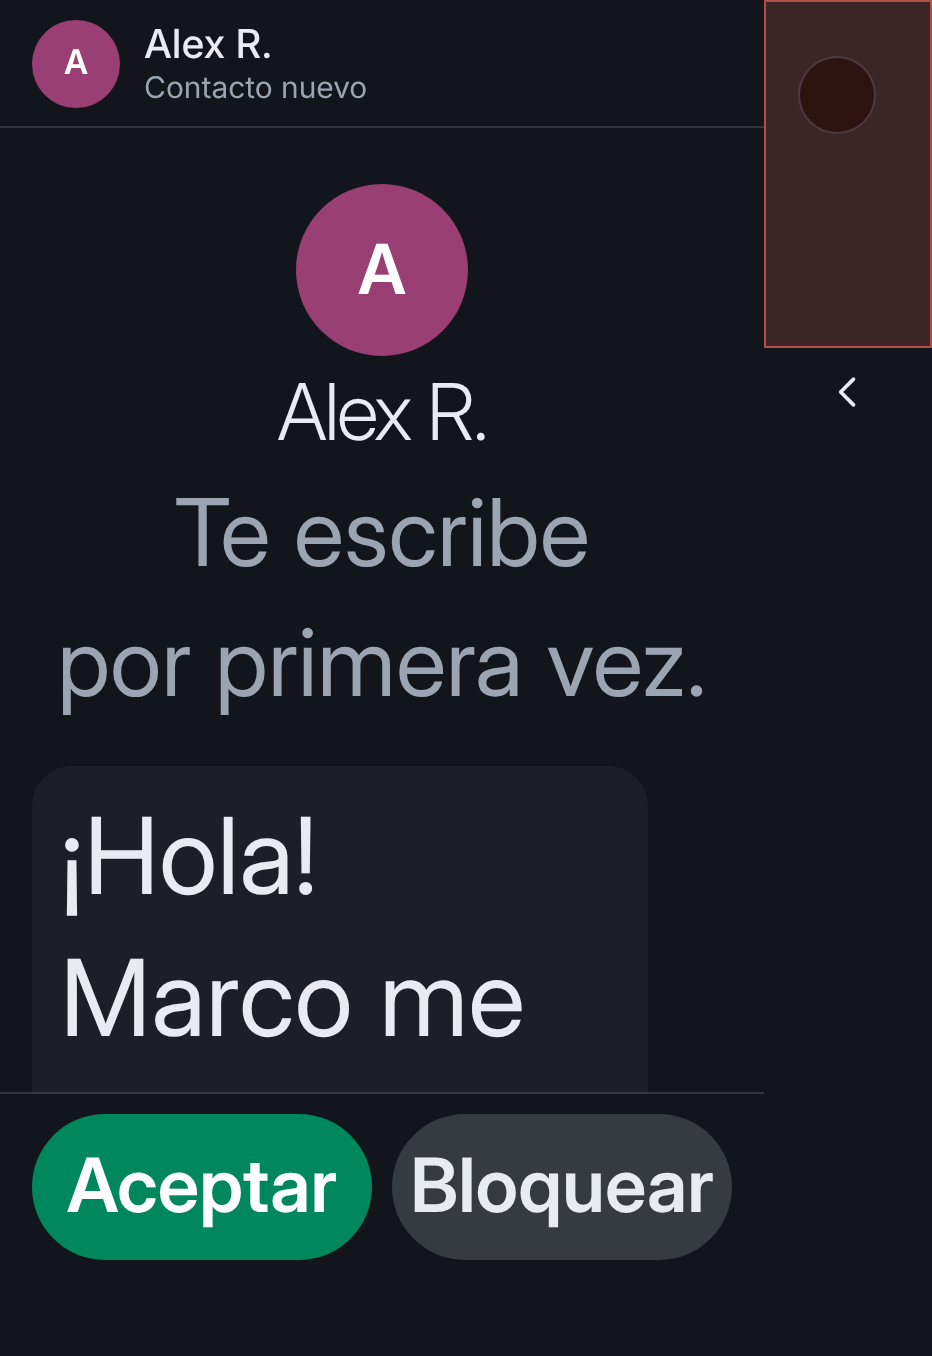 A
Alex R.
Contacto nuevo
A
Alex R.
Te escribe
por primera vez.
¡Hola!
Marco me
Aceptar
Bloquear